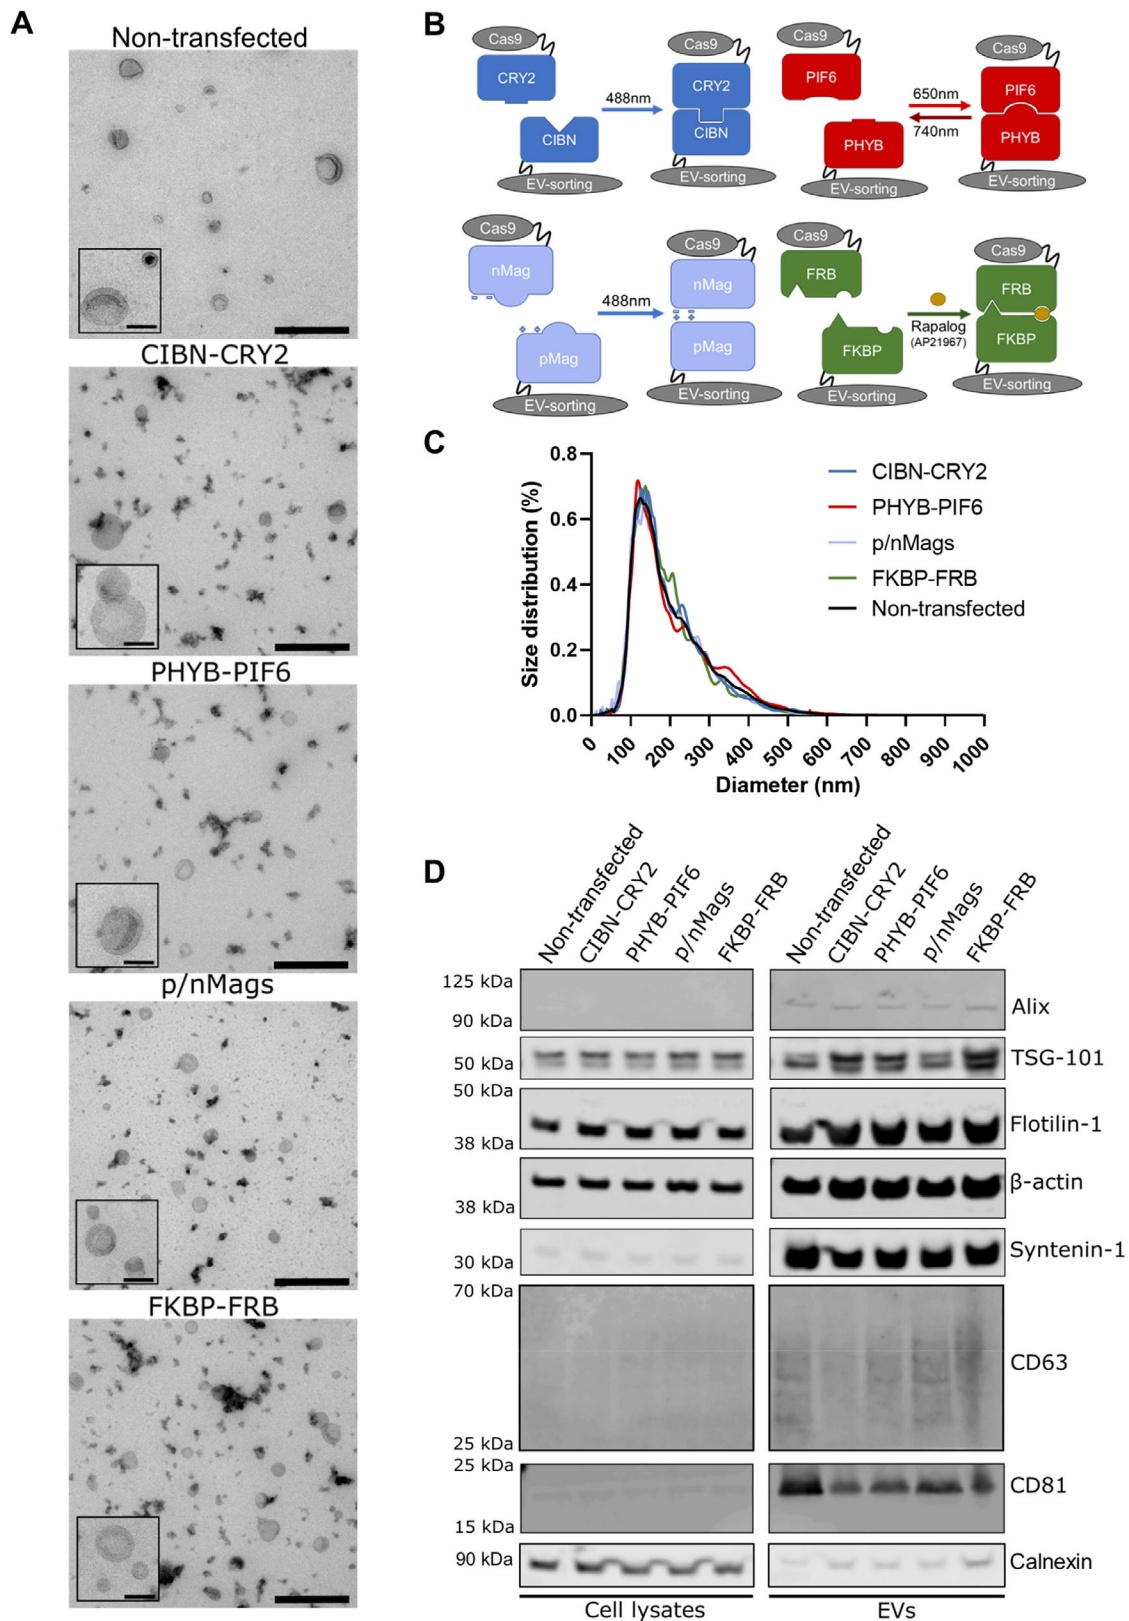 A
Non-transfected
CIBN-CRY2
PHYB-PIF6
p/nMags
FKBP-FRB
B
Cas9
CRY2
CIBN
EV-sorting
488nm
Cas9
CRY2
CIBN
EV-sorting
Cas9
PIF6
PHYB
EV-sorting
650nm
740nm
Cas9
PIF6
PHYB
EV-sorting
Cas9
nMag
pMag
EV-sorting
488nm
Cas9
nMag
pMag
EV-sorting
Cas9
FRB
FKBP
EV-sorting
Rapalog
(AP21967)
Cas9
FRB
FKBP
EV-sorting
C
Size distribution (%)
0.8
0.6
0.4
0.2
0.0
0 100 200 300 400 500 600 700 800 900 1000
Diameter (nm)
CIBN-CRY2
PHYB-PIF6
p/nMags
FKBP-FRB
Non-transfected
D
Non-transfected CIBN-CRY2 PHYB-PIF6 p/nMags FKBP-FRB
Non-transfected CIBN-CRY2 PHYB-PIF6 p/nMags FKBP-FRB
125 kDa
90 kDa
Alix
50 kDa
TSG-101
50 kDa
38 kDa
Flotilin-1
38 kDa
β-actin
30 kDa
Syntenin-1
70 kDa
25 kDa
CD63
25 kDa
15 kDa
CD81
90 kDa
Calnexin
Cell lysates
EVs